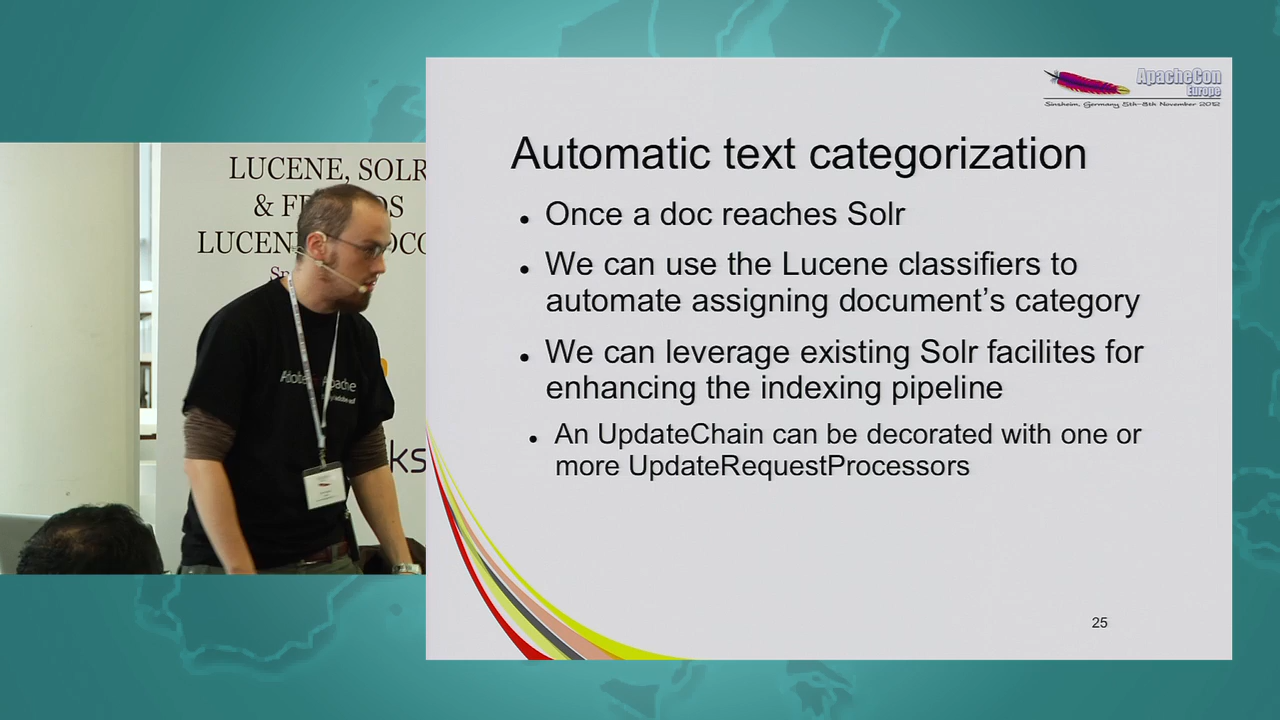 ApacheCon
Europe
Sinsheim, Germany 5th-8th November 2012
Automatic text categorization
Once a doc reaches Solr
We can use the Lucene classifiers to
automate assigning document's category
We can leverage existing Solr facilites for
enhancing the indexing pipeline
An UpdateChain can be decorated with one or
more UpdateRequestProcessors
25
LUCENE, SOLR
&
LUCEN
Apache
ks